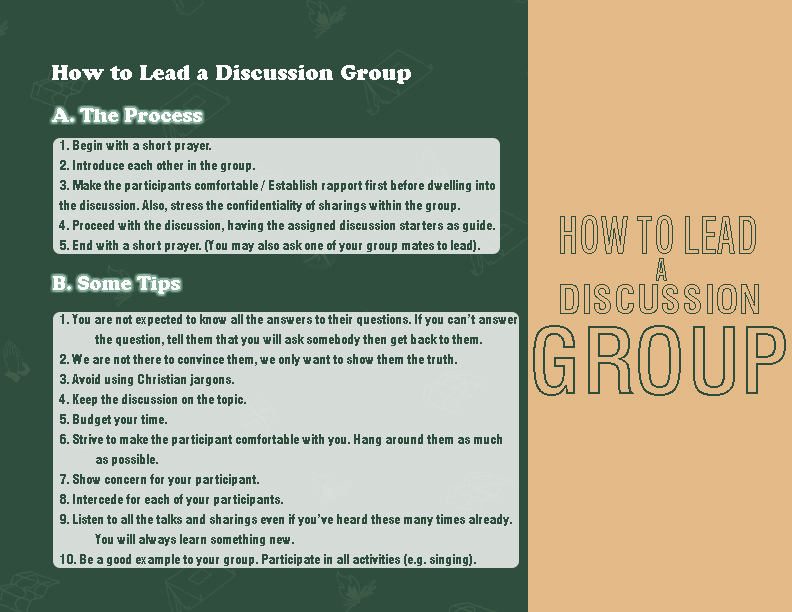 How to Lead a Discussion Group
A. The Process
1. Begin with a short prayer.
2. Introduce each other in the group.
3. Make the participants comfortable / Establish rapport first before dwelling into
the discussion. Also, stress the confidentiality of sharings within the group.
4. Proceed with the discussion, having the assigned discussion starters as guide.
5. End with a short prayer. (You may also ask one of your group mates to lead).
B. Some Tips
1. You are not expected to know all the answers to their questions. If you can't answer
the question, tell them that you will ask somebody then get back to them.
2. We are not there to convince them, we only want to show them the truth.
3. Avoid using Christian jargons.
4. Keep the discussion on the topic.
5. Budget your time.
6. Strive to make the participant comfortable with you. Hang around them as much
as possible.
7. Show concern for your participant.
8. Intercede for each of your participants.
9. Listen to all the talks and sharings even if you've heard these many times already.
You will always learn something new.
10. Be a good example to your group. Participate in all activities (e.g. singing).
HOW TO LEAD
A
DISCUSSION
GROUP